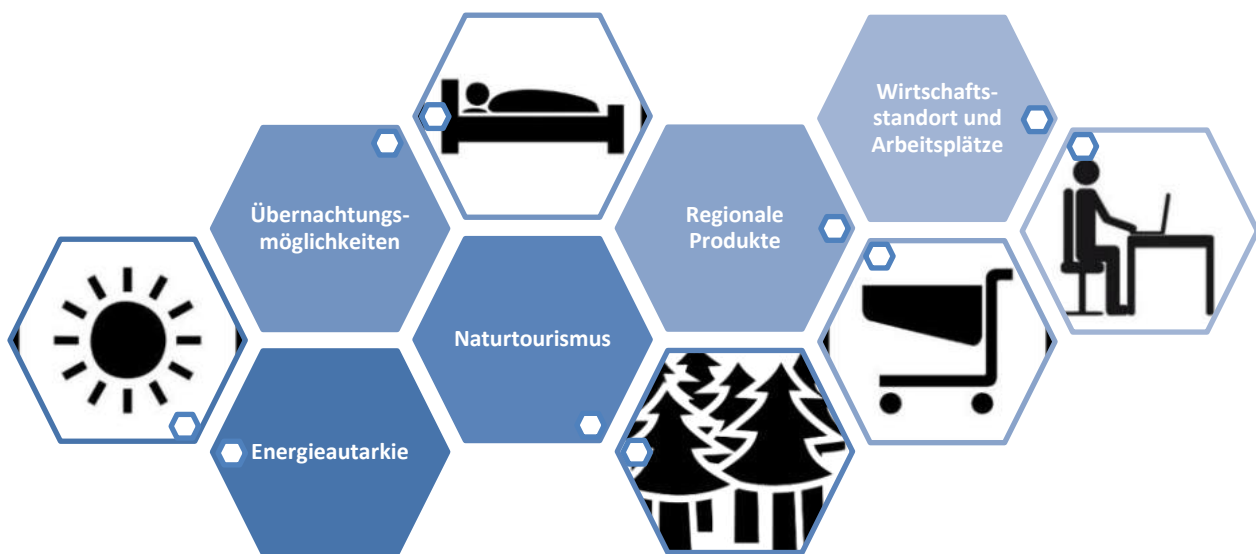 Wirtschafts-
standort und
Arbeitsplätze
Übernachtungs-
möglichkeiten
Regionale
Produkte
Naturtourismus
Energieautarkie